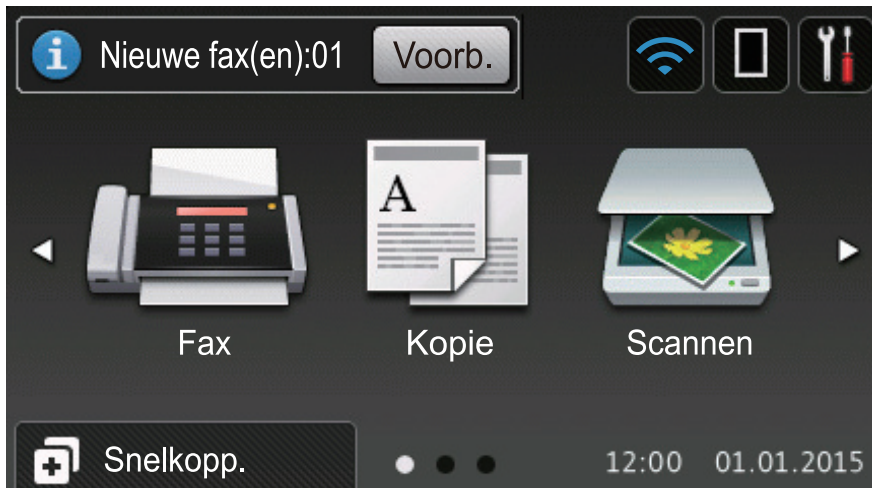 Nieuwe fax(en):01 Voorb.
A
Fax Kopie Scannen
Snelkopp. 12:00 01.01.2015